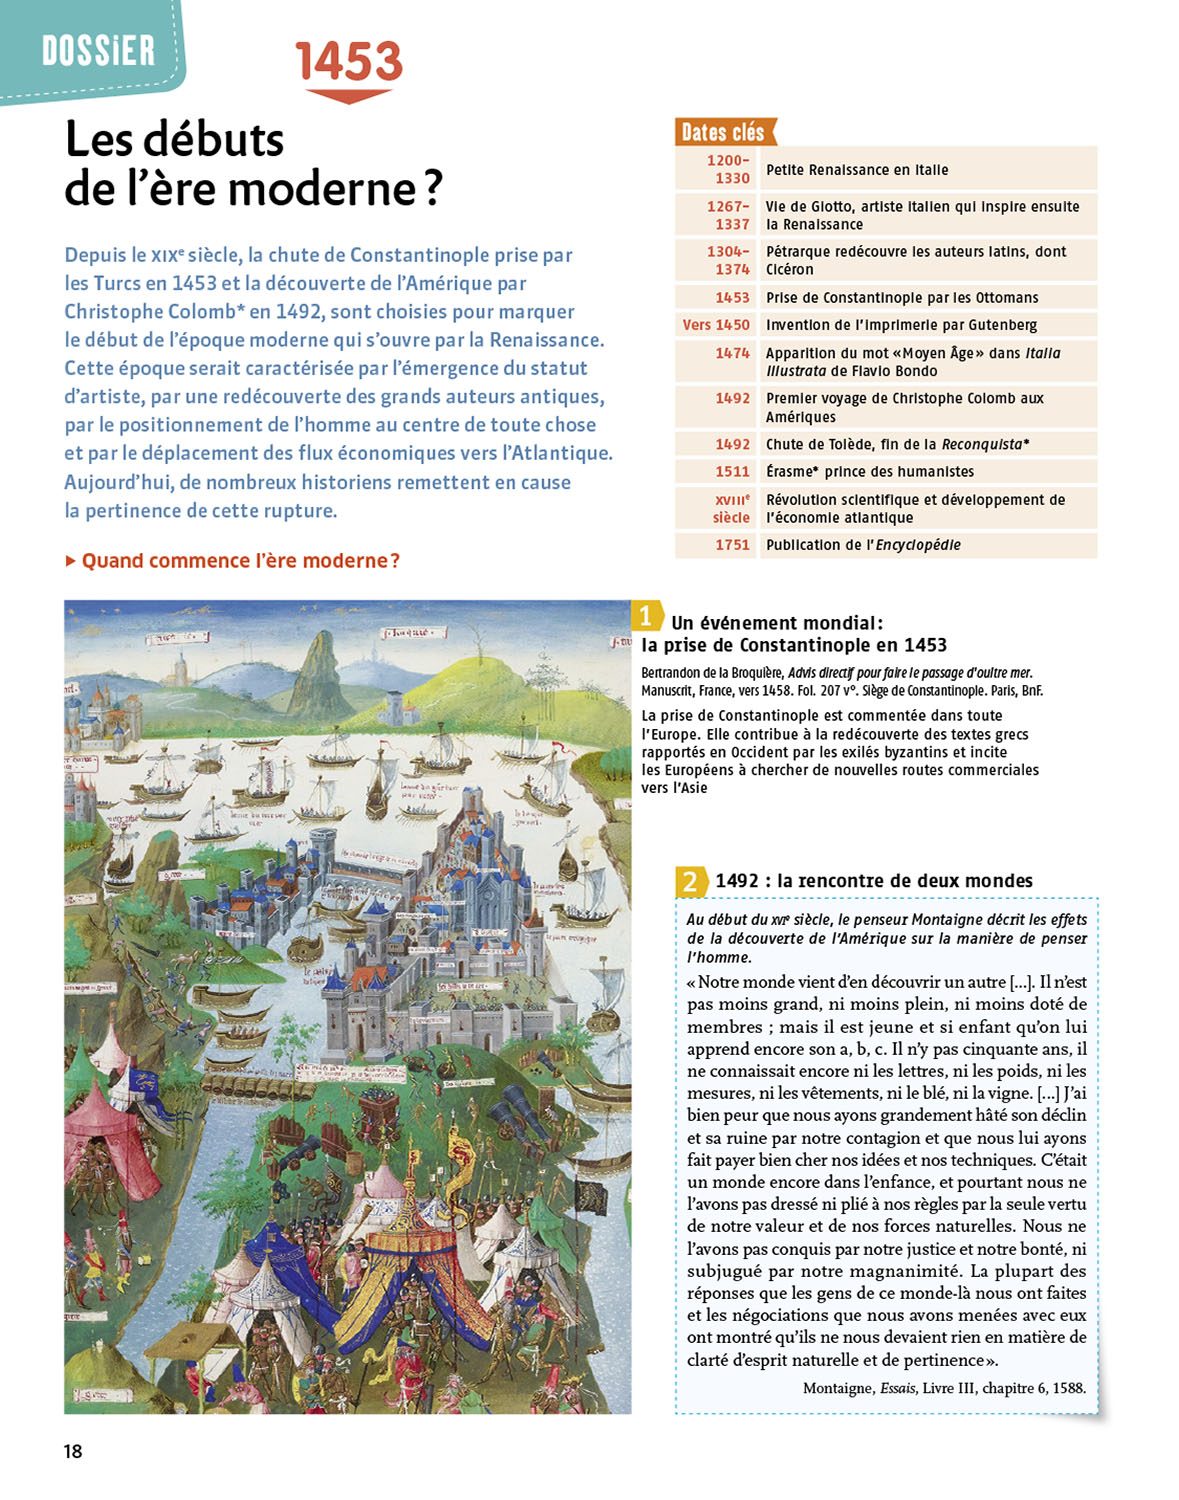 DOSSiER
1453
Les débuts
de l'ère moderne ?
Depuis le XIXe siècle, la chute de Constantinople prise par
les Turcs en 1453 et la découverte de l'Amérique par
Christophe Colomb* en 1492, sont choisies pour marquer
le début de l'époque moderne qui s'ouvre par la Renaissance.
Cette époque serait caractérisée par l'émergence du statut
d'artiste, par une redécouverte des grands auteurs antiques,
par le positionnement de l'homme au centre de toute chose
et par le déplacement des flux économiques vers l'Atlantique.
Aujourd'hui, de nombreux historiens remettent en cause
la pertinence de cette rupture.
▶ Quand commence l'ère moderne ?
Dates clés
1200–
1330
Petite Renaissance en Italie
1267–
1337
Vie de Giotto, artiste italien qui inspire ensuite
la Renaissance
1304–
1374
Pétrarque redécouvre les auteurs latins, dont
Cicéron
1453 Prise de Constantinople par les Ottomans
Vers 1450 Invention de l'imprimerie par Gutenberg
1474 Apparition du mot « Moyen Âge » dans Italia
Illustrata de Flavio Bondo
1492 Premier voyage de Christophe Colomb aux
Amériques
1492 Chute de Tolède, fin de la Reconquista*
1511 Érasme* prince des humanistes
XVIIIe
siècle
Révolution scientifique et développement de
l'économie atlantique
1751 Publication de l'Encyclopédie
1 Un événement mondial :
la prise de Constantinople en 1453
Bertrandon de la Broquière, Advis directif pour faire le passage d'oultre mer.
Manuscrit, France, vers 1458. Fol. 207 v°. Siège de Constantinople. Paris, BnF.
La prise de Constantinople est commentée dans toute
l'Europe. Elle contribue à la redécouverte des textes grecs
rapportés en Occident par les exilés byzantins et incite
les Européens à chercher de nouvelles routes commerciales
vers l'Asie
2 1492 : la rencontre de deux mondes
Au début du XVIe siècle, le penseur Montaigne décrit les effets
de la découverte de l'Amérique sur la manière de penser
l'homme.
« Notre monde vient d'en découvrir un autre [...]. Il n'est
pas moins grand, ni moins plein, ni moins doté de
membres ; mais il est jeune et si enfant qu'on lui
apprend encore son a, b, c. Il n'y pas cinquante ans, il
ne connaissait encore ni les lettres, ni les poids, ni les
mesures, ni les vêtements, ni le blé, ni la vigne. [...] J'ai
bien peur que nous ayons grandement hâté son déclin
et sa ruine par notre contagion et que nous lui ayons
fait payer bien cher nos idées et nos techniques. C'était
un monde encore dans l'enfance, et pourtant nous ne
l'avons pas dressé ni plié à nos règles par la seule vertu
de notre valeur et de nos forces naturelles. Nous ne
l'avons pas conquis par notre justice et notre bonté, ni
subjugué par notre magnanimité. La plupart des
réponses que les gens de ce monde-là nous ont faites
et les négociations que nous avons menées avec eux
ont montré qu'ils ne nous devaient rien en matière de
clarté d'esprit naturelle et de pertinence ».
Montaigne, Essais, Livre III, chapitre 6, 1588.
18